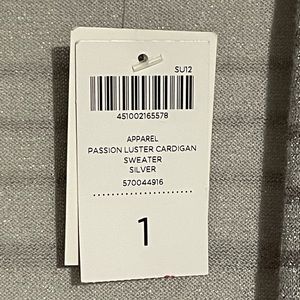 SU12
451002165578
APPAREL
PASSION LUSTER CARDIGAN
SWEATER
SILVER
570044916
1